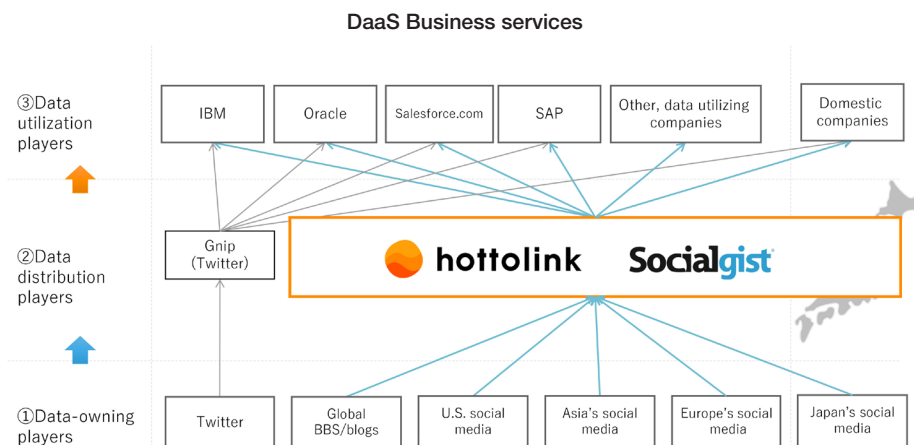 DaaS Business services
③Data
utilization
players
IBM
Oracle
Salesforce.com
SAP
Other, data utilizing
companies
Domestic
companies
②Data
distribution
players
Gnip
(Twitter)
hottolink
Socialgist
①Data-owning
players
Twitter
Global
BBS/blogs
U.S. social
media
Asia's social
media
Europe's social
media
Japan's social
media